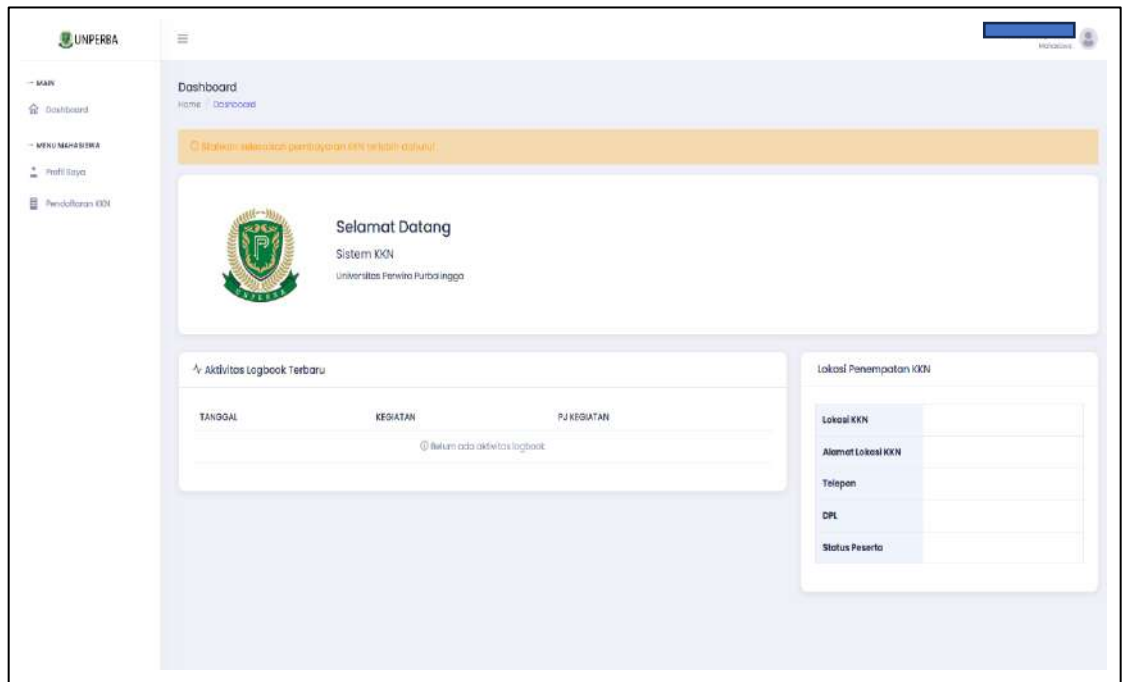 UNPERBA
Mahasiswa
MAIN
Dashboard
MENU MAHASISWA
Profil Saya
Pendaftaran KKN
Dashboard
Home / Dashboard
Silahkan selesaikan pembayaran KKN terlebih dahulu!
UNPERBA
Selamat Datang
Sistem KKN
Universitas Perwira Purbalingga
Aktivitas Logbook Terbaru
TANGGAL KEGIATAN PJ KEGIATAN
Belum ada aktivitas logbook
Lokasi Penempatan KKN
Lokasi KKN
Alamat Lokasi KKN
Telepon
DPL
Status Peserta